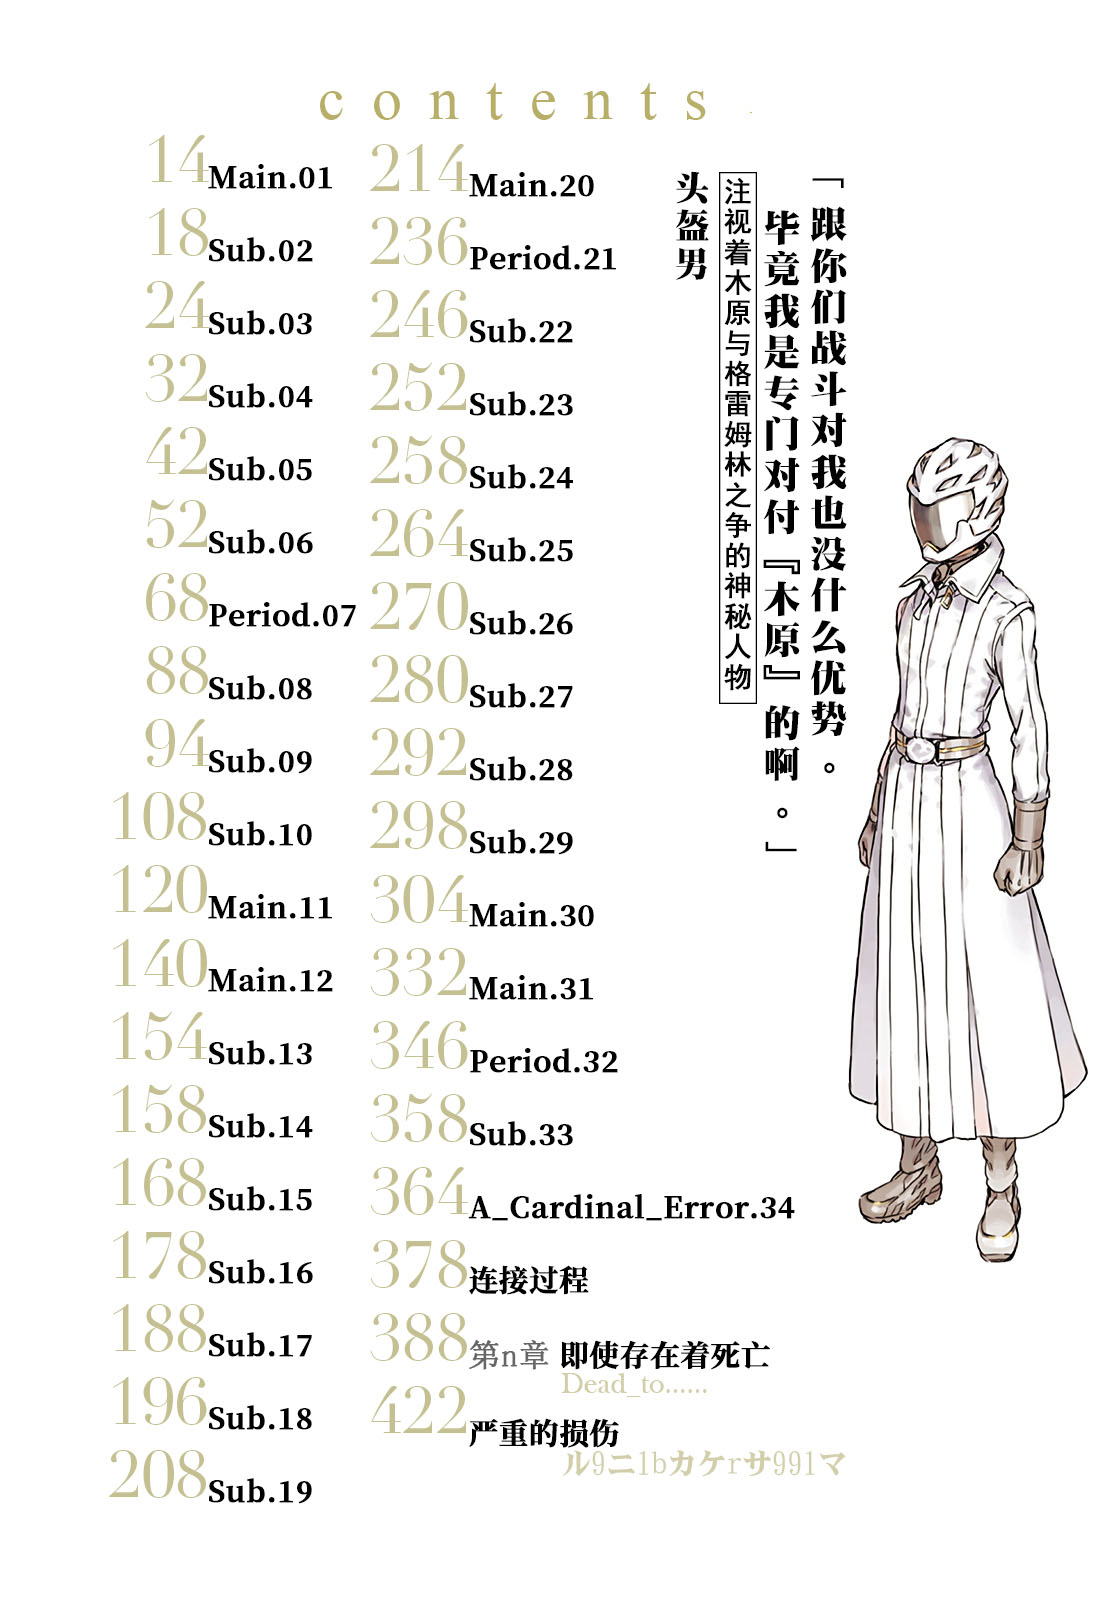 contents
14 Main.01
18 Sub.02
24 Sub.03
32 Sub.04
42 Sub.05
52 Sub.06
68 Period.07
88 Sub.08
94 Sub.09
108 Sub.10
120 Main.11
140 Main.12
154 Sub.13
158 Sub.14
168 Sub.15
178 Sub.16
188 Sub.17
196 Sub.18
208 Sub.19
214 Main.20
236 Period.21
246 Sub.22
252 Sub.23
258 Sub.24
264 Sub.25
270 Sub.26
280 Sub.27
292 Sub.28
298 Sub.29
304 Main.30
332 Main.31
346 Period.32
358 Sub.33
364 A_Cardinal_Error.34
378 连接过程
388 第n章 即使存在着死亡
Dead_to……
422 严重的损伤
ル9ニ1bカケrサ991マ
「跟你们战斗对我也没什么优势。
毕竟我是专门对付『木原』的啊。」
注视着木原与格雷姆林之争的神秘人物
头盔男